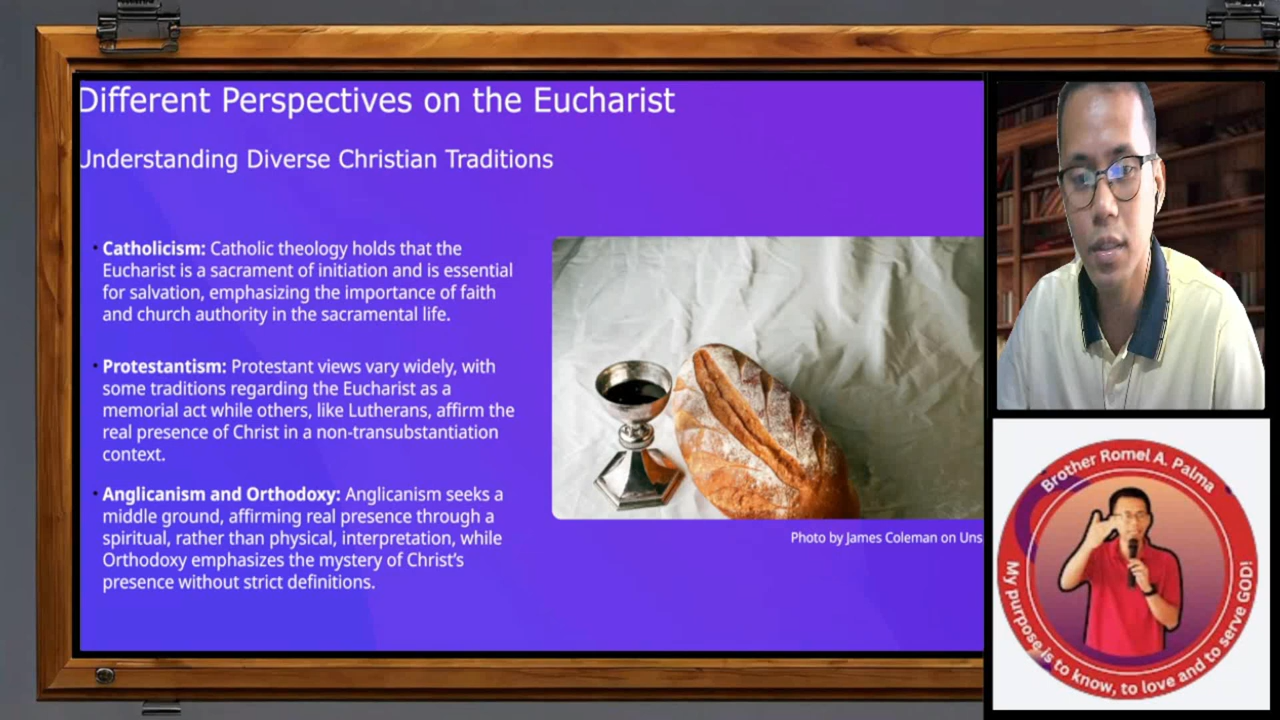 Different Perspectives on the Eucharist
Understanding Diverse Christian Traditions
• Catholicism: Catholic theology holds that the
Eucharist is a sacrament of initiation and is essential
for salvation, emphasizing the importance of faith
and church authority in the sacramental life.
• Protestantism: Protestant views vary widely, with
some traditions regarding the Eucharist as a
memorial act while others, like Lutherans, affirm the
real presence of Christ in a non-transubstantiation
context.
• Anglicanism and Orthodoxy: Anglicanism seeks a
middle ground, affirming real presence through a
spiritual, rather than physical, interpretation, while
Orthodoxy emphasizes the mystery of Christ’s
presence without strict definitions.
Photo by James Coleman on Uns
Brother Romel A. Palma
My purpose is to know, to love and to serve GOD!